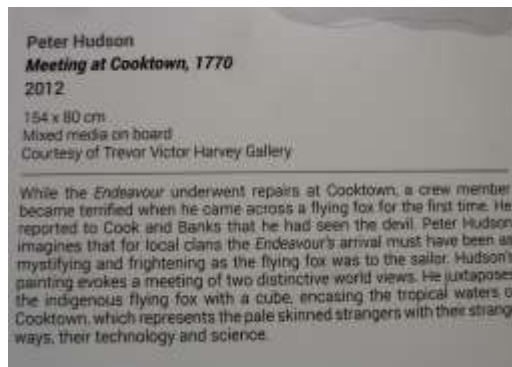 Peter Hudson
Meeting at Cooktown, 1770
2012
154 x 80 cm
Mixed media on board
Courtesy of Trevor Victor Harvey Gallery
While the Endeavour underwent repairs at Cooktown, a crew member
became terrified when he came across a flying fox for the first time. He
reported to Cook and Banks that he had seen the devil. Peter Hudson
imagines that for local clans the Endeavour's arrival must have been as
mystifying and frightening as the flying fox was to the sailor. Hudson's
painting evokes a meeting of two distinctive world views. He juxtaposes
the indigenous flying fox with a cube, encasing the tropical waters o
Cooktown, which represents the pale skinned strangers with their strang
ways, their technology and science.